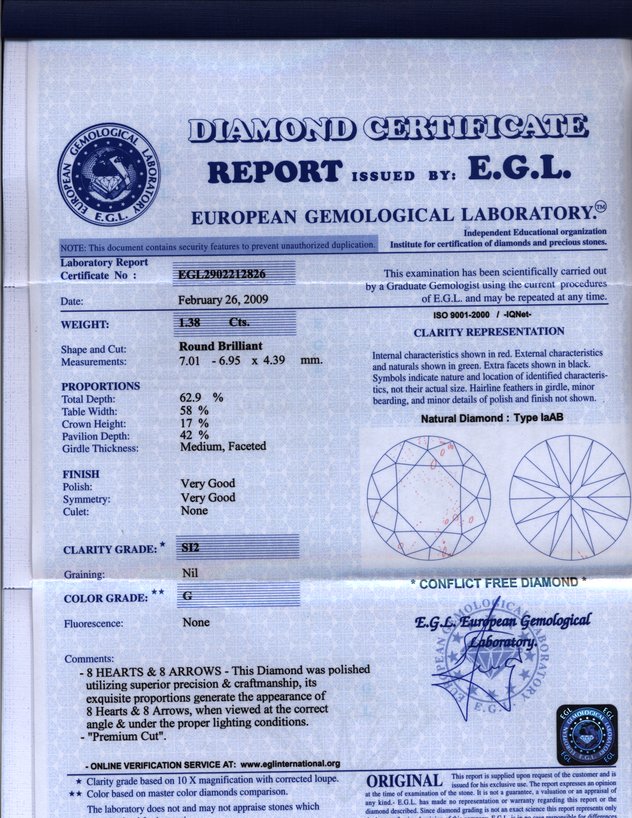 DIAMOND CERTIFICATE
REPORT ISSUED BY: E.G.L.
EUROPEAN GEMOLOGICAL LABORATORY.™
EUROPEAN GEMOLOGICAL LABORATORY
E.G.L.
Independent Educational organization
Institute for certification of diamonds and precious stones.
NOTE: This document contains security features to prevent unauthorized duplication.
Laboratory Report
Certificate No : EGL2902212826
Date: February 26, 2009
WEIGHT: 1.38 Cts.
Shape and Cut: Round Brilliant
Measurements: 7.01 - 6.95 x 4.39 mm.
PROPORTIONS
Total Depth: 62.9 %
Table Width: 58 %
Crown Height: 17 %
Pavilion Depth: 42 %
Girdle Thickness: Medium, Faceted
FINISH
Polish: Very Good
Symmetry: Very Good
Culet: None
CLARITY GRADE: * SI2
Graining: Nil
COLOR GRADE: ** G
Fluorescence: None
Comments:
- 8 HEARTS & 8 ARROWS - This Diamond was polished
utilizing superior precision & craftmanship, its
exquisite proportions generate the appearance of
8 Hearts & 8 Arrows, when viewed at the correct
angle & under the proper lighting conditions.
- "Premium Cut".
- ONLINE VERIFICATION SERVICE AT: www.eglinternational.org
* Clarity grade based on 10 X magnification with corrected loupe.
** Color based on master color diamonds comparison.
The laboratory does not and may not appraise stones which
This examination has been scientifically carried out
by a Graduate Gemologist using the current procedures
of E.G.L. and may be repeated at any time.
ISO 9001-2000 / -IQNet-
CLARITY REPRESENTATION
Internal characteristics shown in red. External characteristics
and naturals shown in green. Extra facets shown in black.
Symbols indicate nature and location of identified characteris-
tics, not their actual size. Hairline feathers in girdle, minor
bearding, and minor details of polish and finish not shown.
Natural Diamond : Type IaAB
* CONFLICT FREE DIAMOND *
E.G.L. European Gemological
Laboratory.
EUROPEAN GEMOLOGICAL LABORATORY
E.G.L.
EGL
EGL
GEMOLOGICAL
E.G.L.
EGL
EGL
ORIGINAL This report is supplied upon request of the customer and is
issued for his exclusive use. The report expresses an opinion
at the time of examination of the stone. It is not a guarantee, a valuation or an appraisal of
any kind.- E.G.L. has made no representation or warranty regarding this report or the
diamond described. Since diamond grading is not an exact science this report represents only